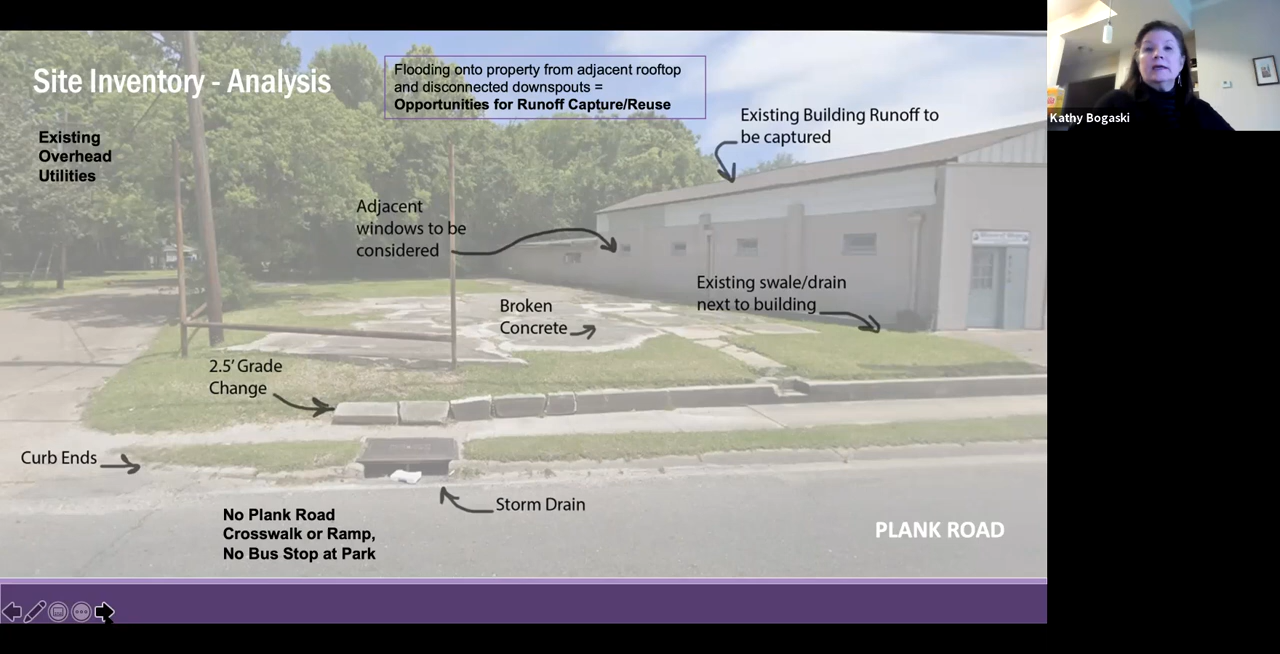 Site Inventory - Analysis
Flooding onto property from adjacent rooftop
and disconnected downspouts =
Opportunities for Runoff Capture/Reuse
Kathy Bogaski
Existing
Overhead
Utilities
Existing Building Runoff to
be captured
Adjacent
windows to be
considered
Existing swale/drain
next to building
Broken
Concrete
2.5' Grade
Change
Curb Ends
Storm Drain
No Plank Road
Crosswalk or Ramp,
No Bus Stop at Park
PLANK ROAD